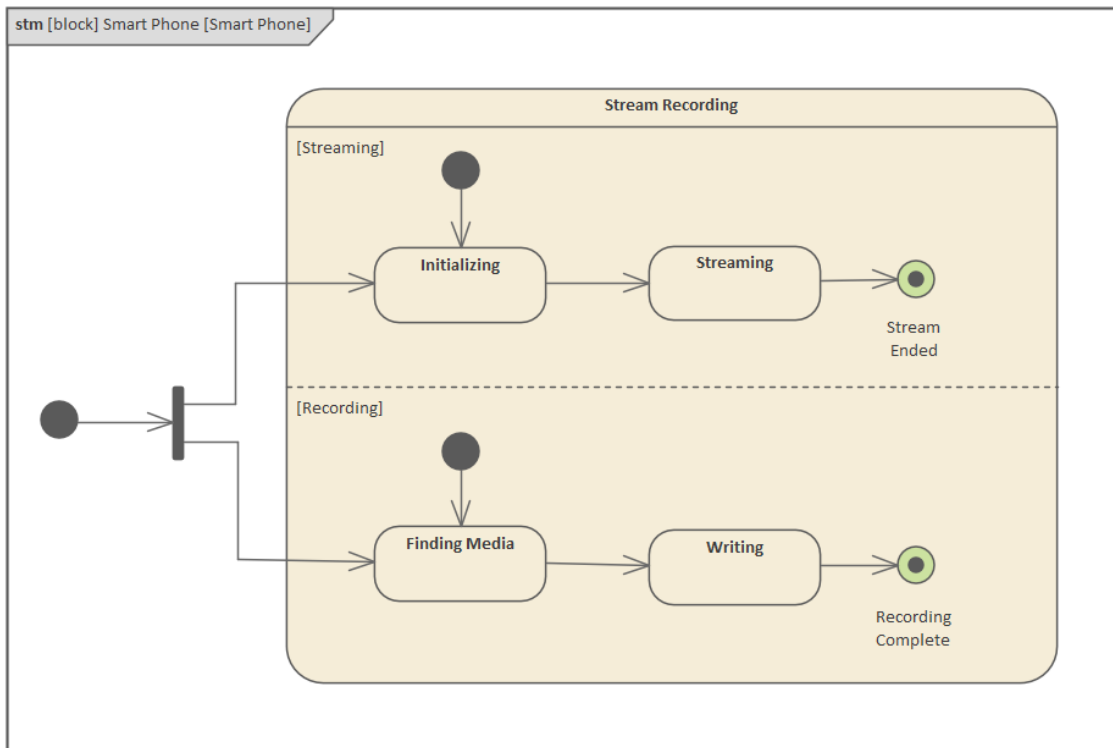 stm [block] Smart Phone [Smart Phone]
Stream Recording
[Streaming]
Initializing
Streaming
Stream
Ended
[Recording]
Finding Media
Writing
Recording
Complete